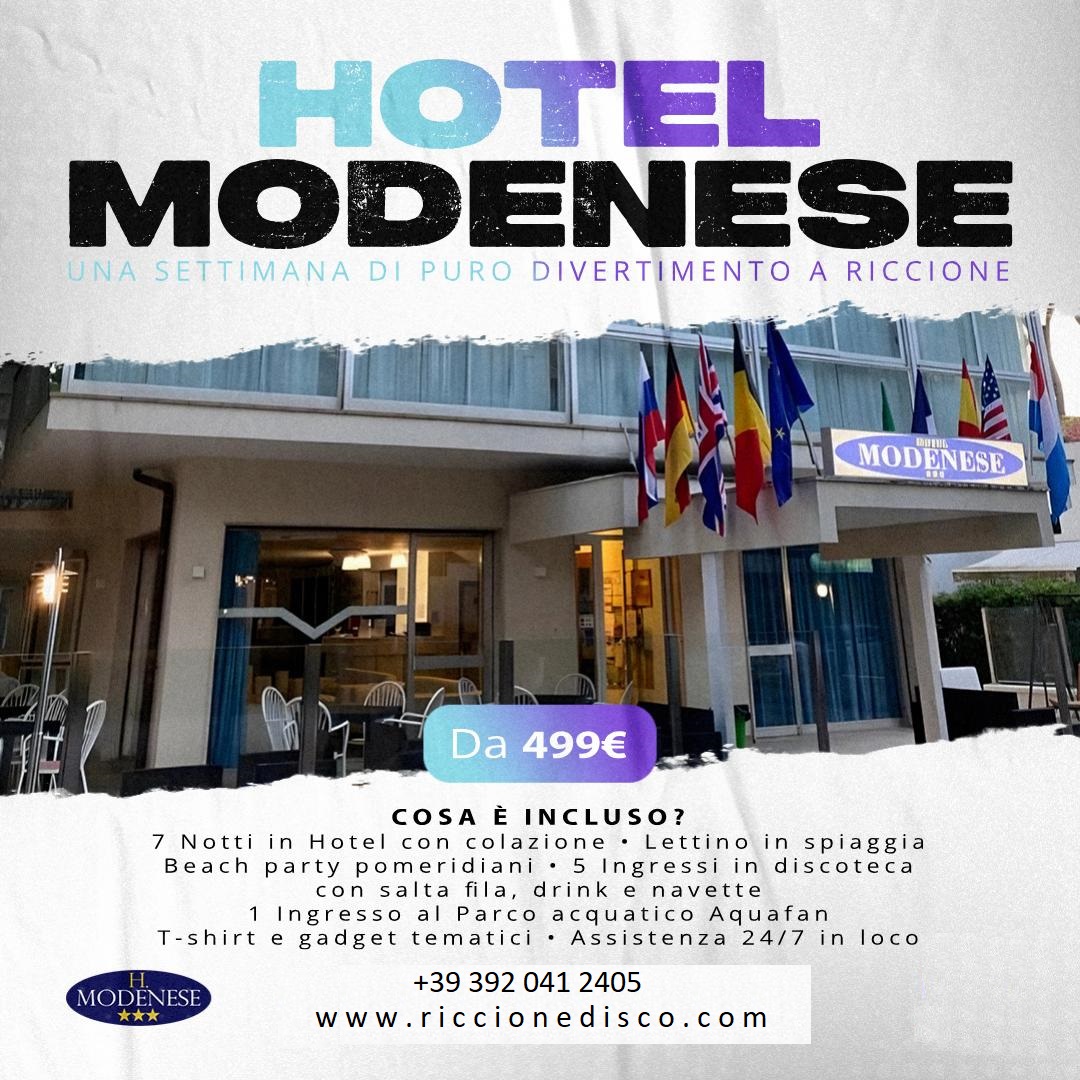 HOTEL
MODENESE
UNA SETTIMANA DI PURO DIVERTIMENTO A RICCIONE
HOTEL
MODENESE
Da 499€
COSA È INCLUSO?
7 Notti in Hotel con colazione • Lettino in spiaggia
Beach party pomeridiani • 5 Ingressi in discoteca
con salta fila, drink e navette
1 Ingresso al Parco acquatico Aquafan
T-shirt e gadget tematici • Assistenza 24/7 in loco
H.
MODENESE
+39 392 041 2405
www.riccionedisco.com